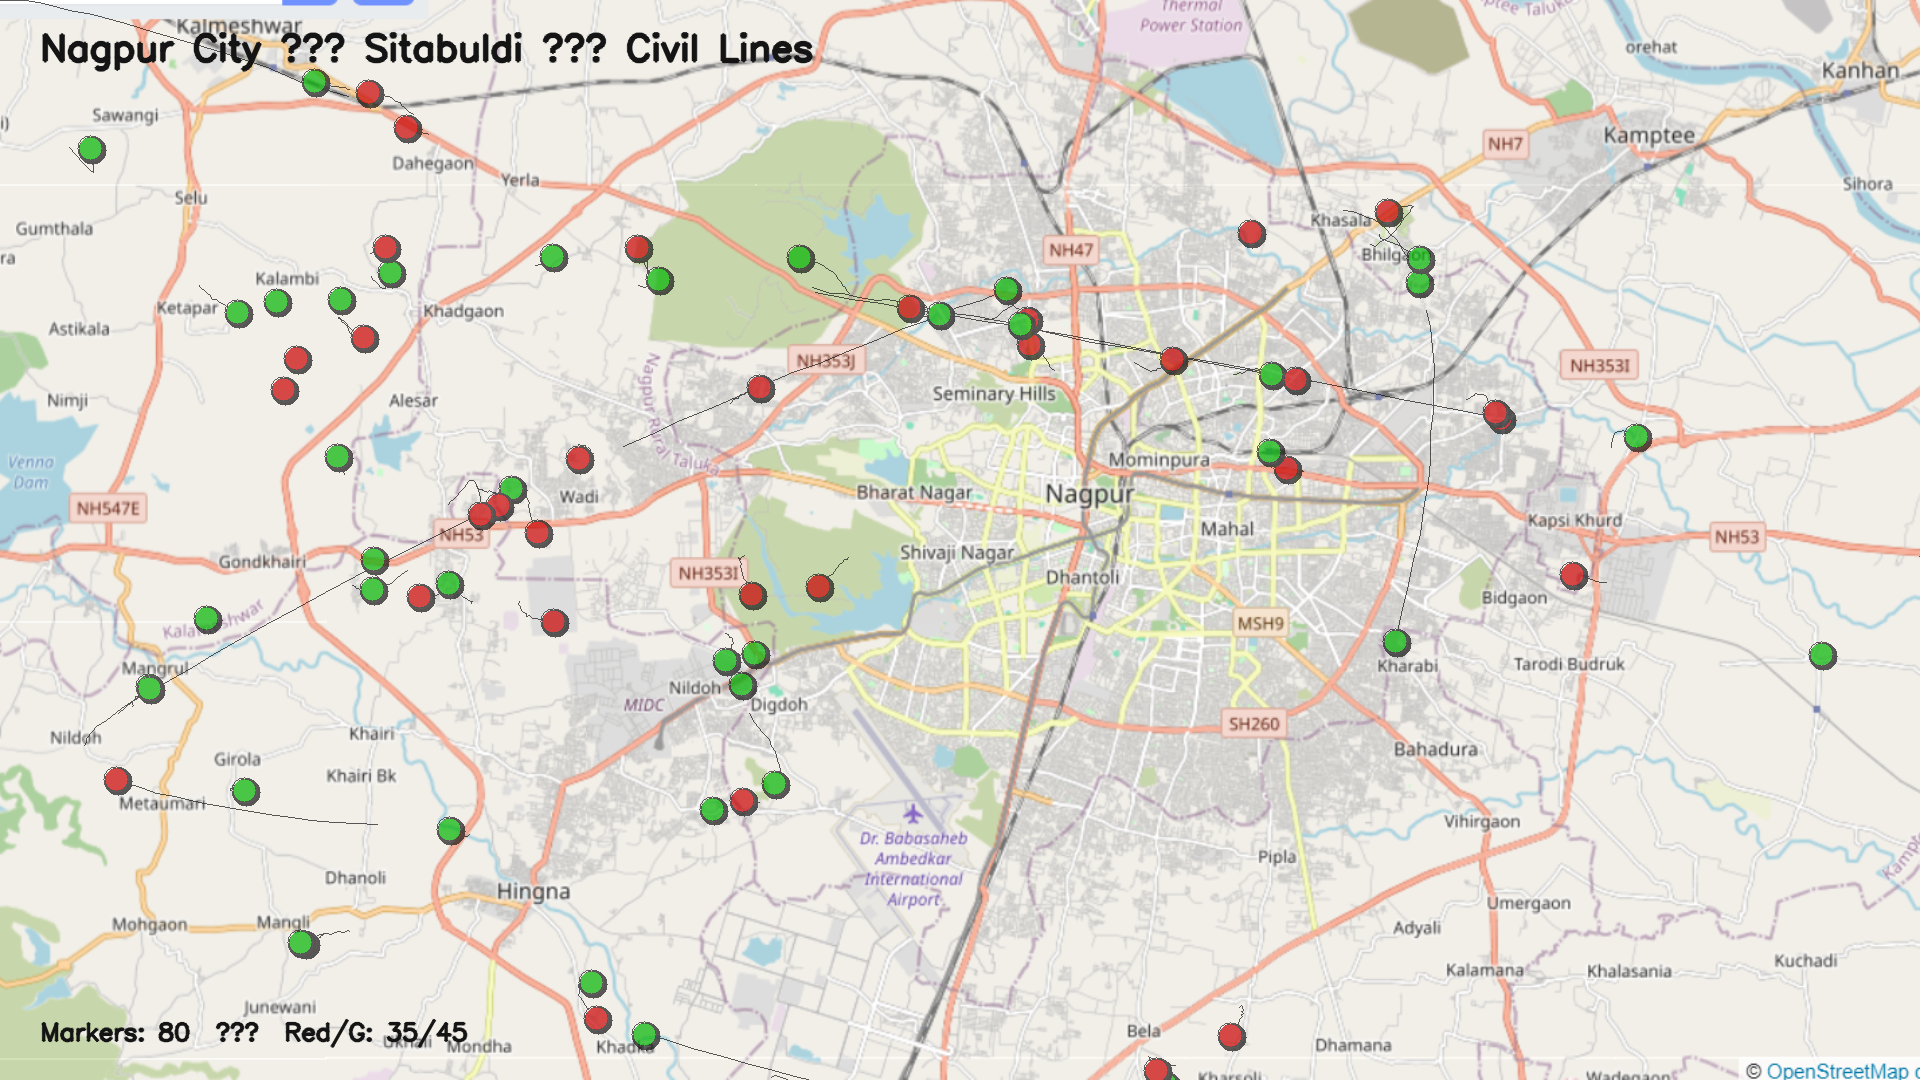 Kalmeshwar
Thermal
Power Station
orehat
Nagpur City ??? Sitabuldi ??? Civil Lines
Kanhan
Sawangi
Kamptee
NH7
Dahegaon
Yerla
Selu
Sihora
Gumthala
Khasala
NH47
Bhilgaon
Kalambi
Ketapar
Khadgaon
Astikala
NH353J
NH353I
Seminary Hills
Nimji
Alesar
Nagpur Rural Taluka
Mominpura
Venna
Dam
Wadi
Bharat Nagar
Nagpur
NH547E
NH53
Kapsi Khurd
Mahal
NH53
Gondkhairi
Shivaji Nagar
NH353I
Dhantoli
Bidgaon
MSH9
Mangrul
Kharabi
Tarodi Budruk
Nildoh
MIDC
Digdoh
SH260
Nildoh
Khairi
Bahadura
Girola
Khairi Bk
Metaumari
Vihirgaon
Dr. Babasaheb
Ambedkar
International
Airport
Pipla
Dhanoli
Hingna
Umergaon
Mohgaon
Mangli
Adyali
Kuchadi
Kalamana
Khalasania
Junewani
Markers: 80 ??? Red/G: 35/45
Bela
Mondha
Khadka
Dhamana
Kharsoli
Wadegaon
© OpenStreetMap